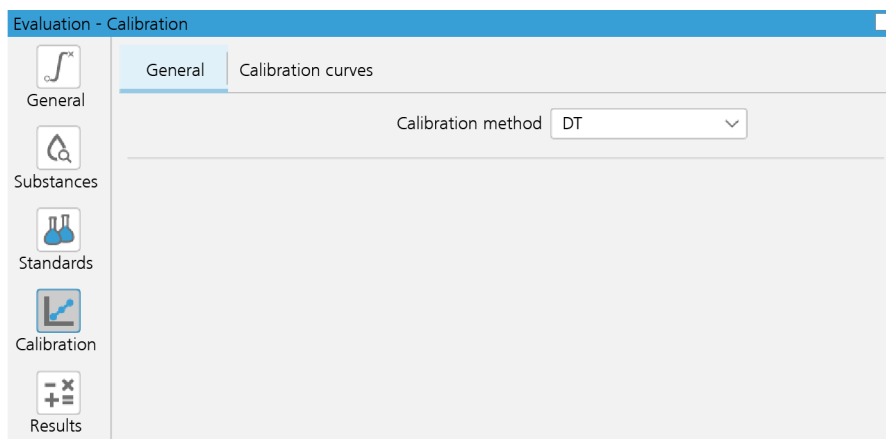 Evaluation - Calibration
General
Calibration curves
General
Calibration method
DT
Substances
Standards
Calibration
Results